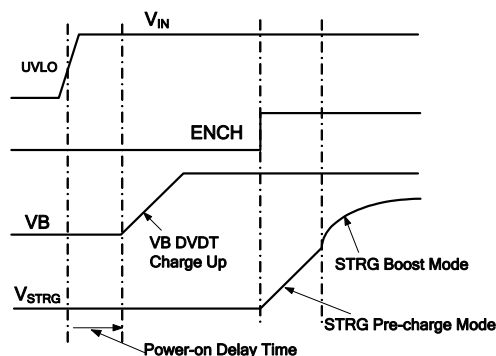 VIN
UVLO
ENCH
VB
VB DVDT
Charge Up
STRG Boost Mode
VSTRG
STRG Pre-charge Mode
Power-on Delay Time